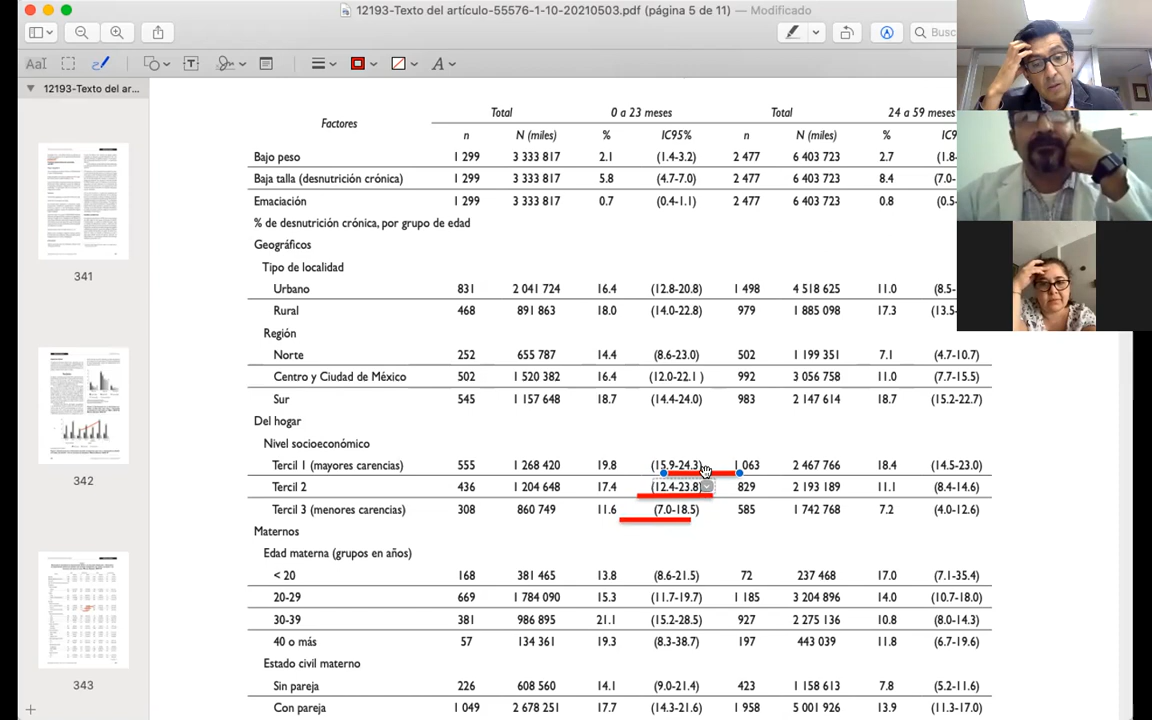 12193-Texto del artículo-55576-1-10-20210503.pdf (página 5 de 11) — Modificado
Busc
12193-Texto del ar...
341
342
343
Total 0 a 23 meses Total 24 a 59 meses
Factores
n N (miles) % IC95% n N (miles) % IC9
Bajo peso 1 299 3 333 817 2.1 (1.4-3.2) 2 477 6 403 723 2.7 (1.8-
Baja talla (desnutrición crónica) 1 299 3 333 817 5.8 (4.7-7.0) 2 477 6 403 723 8.4 (7.0-
Emaciación 1 299 3 333 817 0.7 (0.4-1.1) 2 477 6 403 723 0.8 (0.5-
% de desnutrición crónica, por grupo de edad
Geográficos
Tipo de localidad
Urbano 831 2 041 724 16.4 (12.8-20.8) 1 498 4 518 625 11.0 (8.5-
Rural 468 891 863 18.0 (14.0-22.8) 979 1 885 098 17.3 (13.5-
Región
Norte 252 655 787 14.4 (8.6-23.0) 502 1 199 351 7.1 (4.7-10.7)
Centro y Ciudad de México 502 1 520 382 16.4 (12.0-22.1 ) 992 3 056 758 11.0 (7.7-15.5)
Sur 545 1 157 648 18.7 (14.4-24.0) 983 2 147 614 18.7 (15.2-22.7)
Del hogar
Nivel socioeconómico
Tercil 1 (mayores carencias) 555 1 268 420 19.8 (15.9-24.3) 1 063 2 467 766 18.4 (14.5-23.0)
Tercil 2 436 1 204 648 17.4 (12.4-23.8) 829 2 193 189 11.1 (8.4-14.6)
Tercil 3 (menores carencias) 308 860 749 11.6 (7.0-18.5) 585 1 742 768 7.2 (4.0-12.6)
Maternos
Edad materna (grupos en años)
< 20 168 381 465 13.8 (8.6-21.5) 72 237 468 17.0 (7.1-35.4)
20-29 669 1 784 090 15.3 (11.7-19.7) 1 185 3 204 896 14.0 (10.7-18.0)
30-39 381 986 895 21.1 (15.2-28.5) 927 2 275 136 10.8 (8.0-14.3)
40 o más 57 134 361 19.3 (8.3-38.7) 197 443 039 11.8 (6.7-19.6)
Estado civil materno
Sin pareja 226 608 560 14.1 (9.0-21.4) 423 1 158 613 7.8 (5.2-11.6)
Con pareja 1 049 2 678 251 17.7 (14.3-21.6) 1 958 5 001 926 13.9 (11.3-17.0)